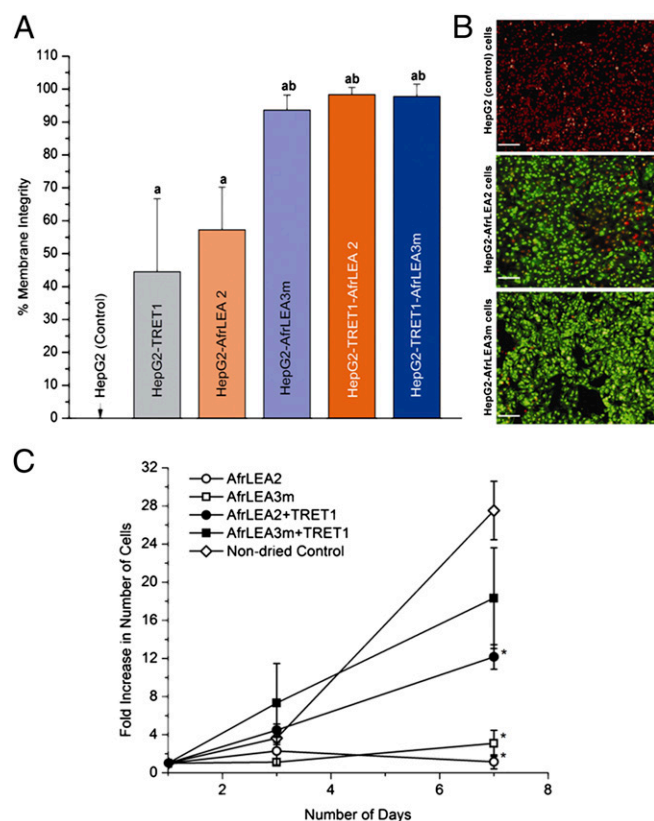 A
% Membrane Integrity
100
90
80
70
60
50
40
30
20
10
0
HepG2 (Control)
a
HepG2-TRET1
a
HepG2-AfrLEA 2
ab
HepG2-AfrLEA3m
ab
HepG2-TRET1-AfrLEA 2
ab
HepG2-TRET1-AfrLEA3m
B
HepG2 (control) cells
HepG2-AfrLEA2 cells
HepG2-AfrLEA3m cells
C
Fold Increase in Number of Cells
32
28
24
20
16
12
8
4
0
AfrLEA2
AfrLEA3m
AfrLEA2+TRET1
AfrLEA3m+TRET1
Non-dried Control
*
*
*
2
4
6
8
Number of Days